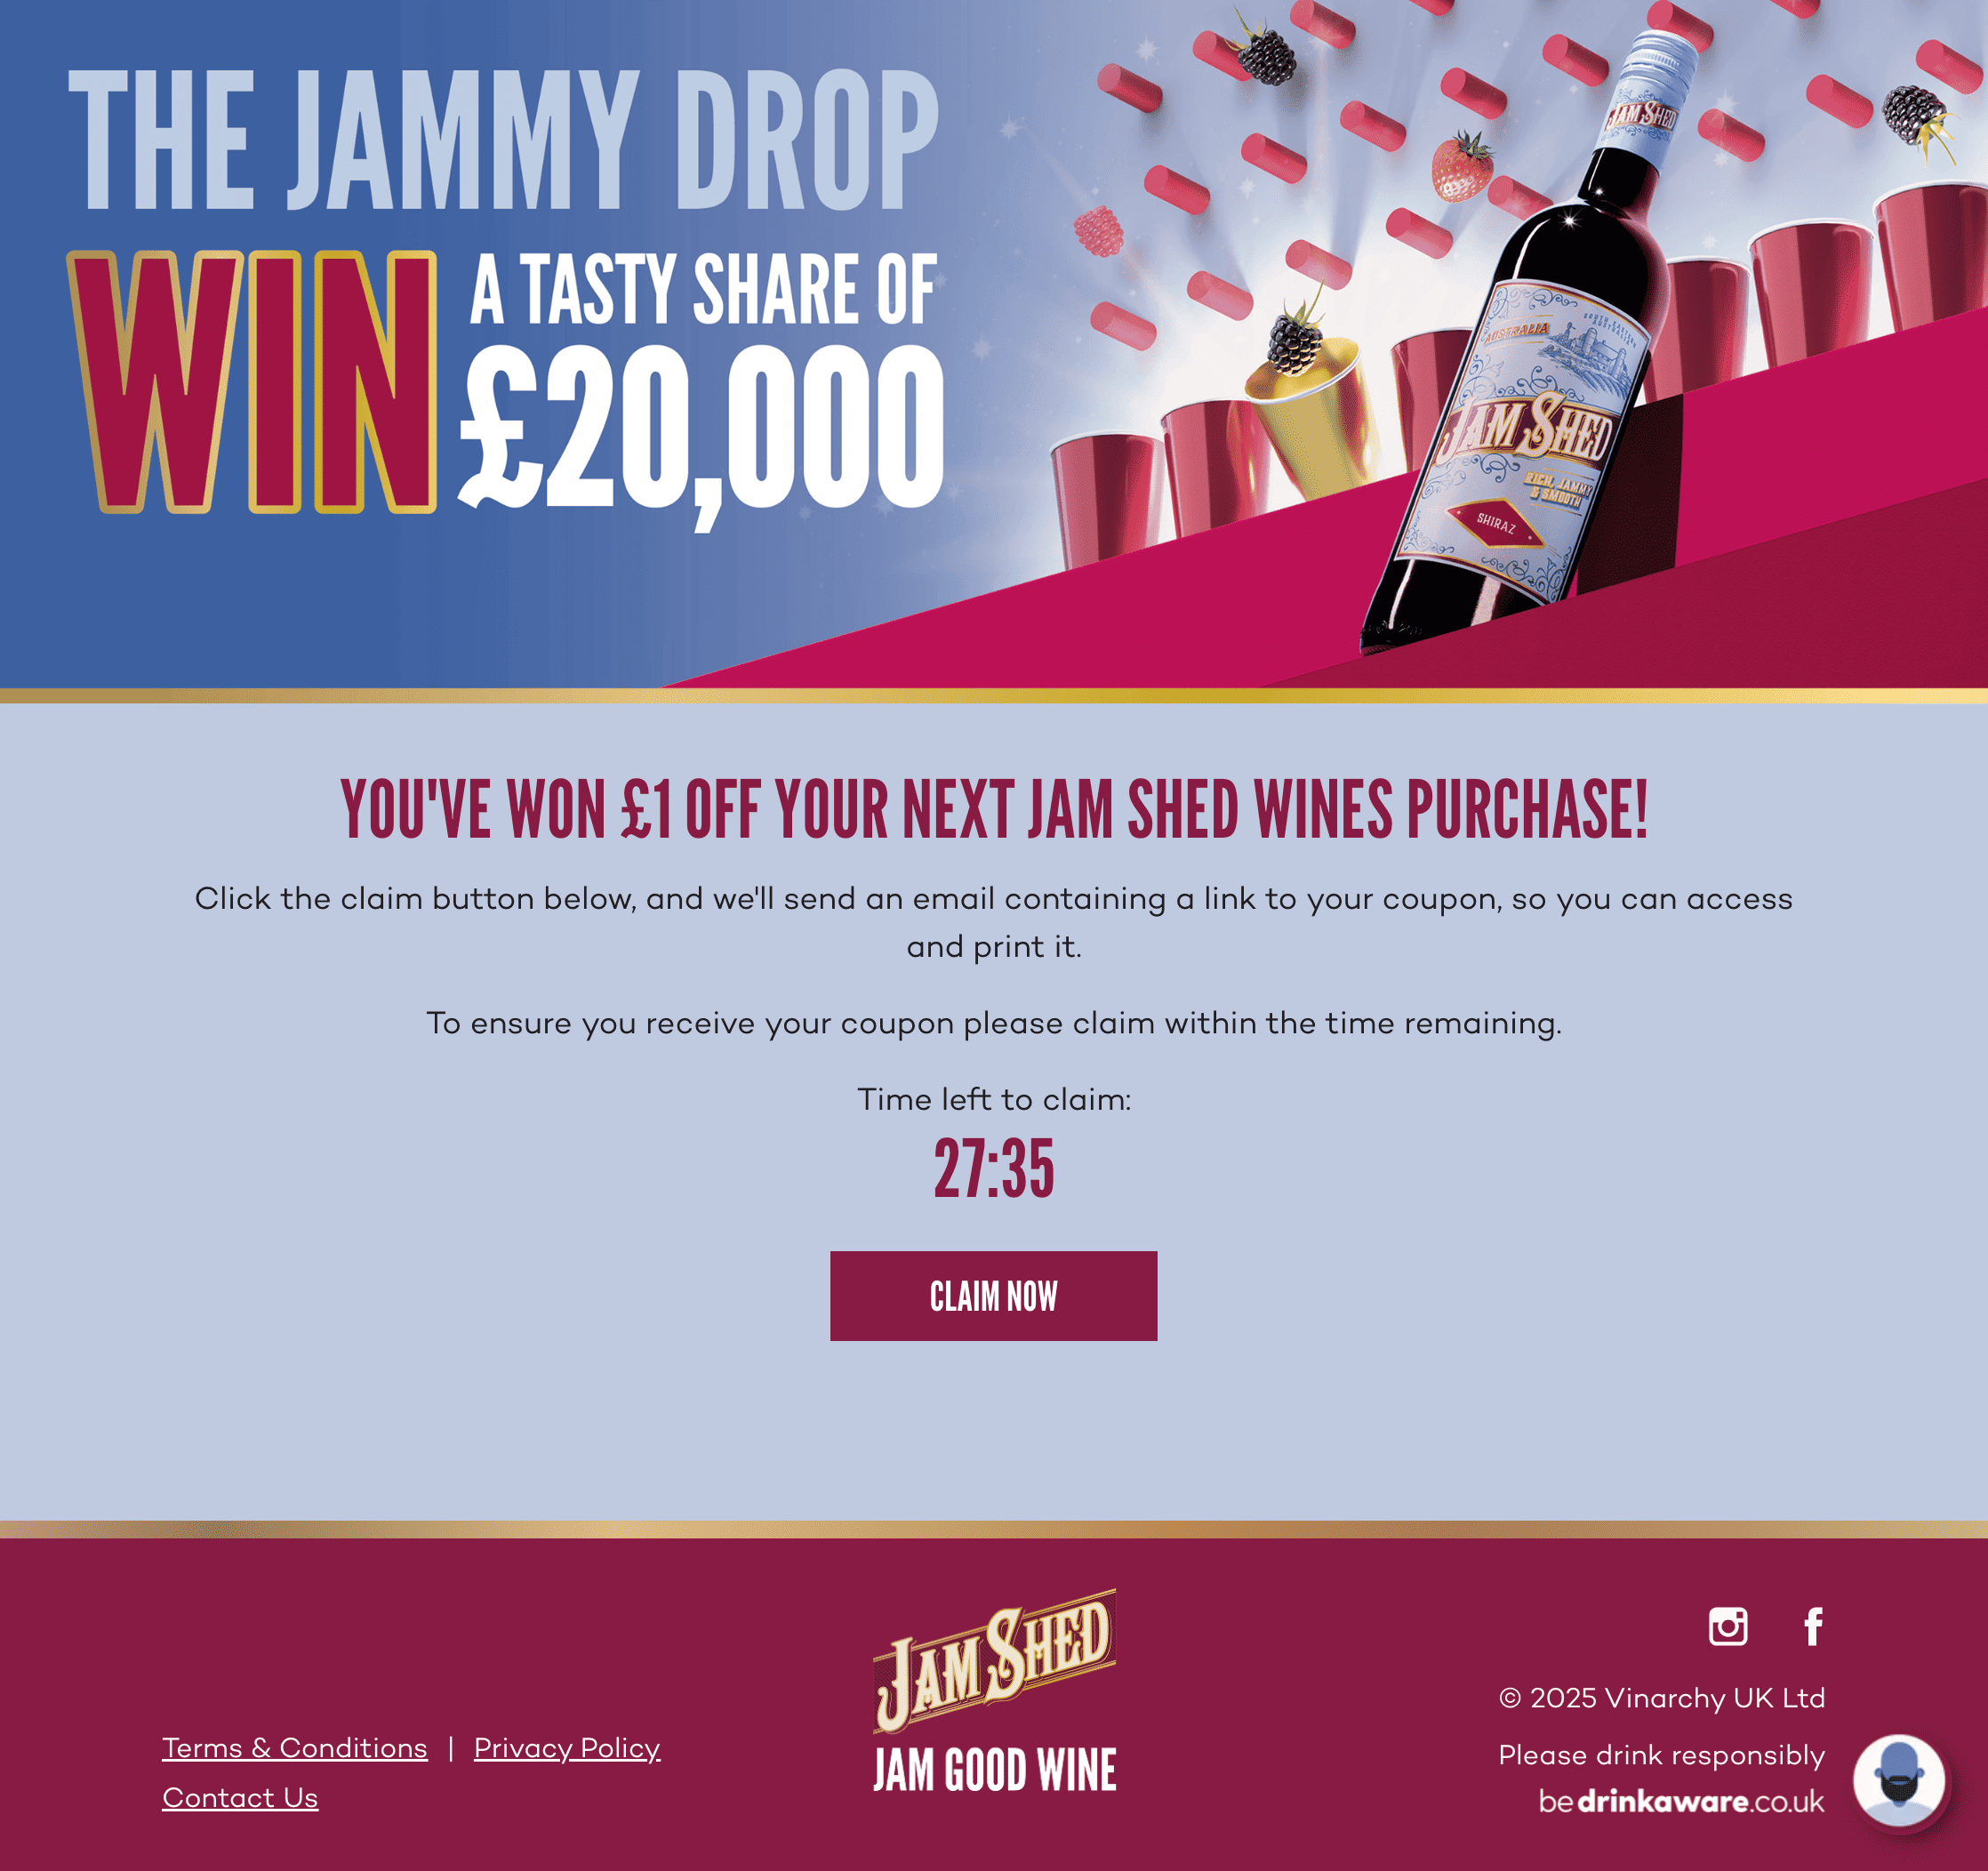 THE JAMMY DROP
WIN
A TASTY SHARE OF
£20,000
JAM SHED
AUSTRALIA
SOUTH EASTERN
AUSTRALIA
JAM SHED
RICH, JAMMY
& SMOOTH
SHIRAZ
YOU'VE WON £1 OFF YOUR NEXT JAM SHED WINES PURCHASE!
Click the claim button below, and we'll send an email containing a link to your coupon, so you can access
and print it.
To ensure you receive your coupon please claim within the time remaining.
Time left to claim:
27:35
CLAIM NOW
Terms & Conditions | Privacy Policy
Contact Us
JAM SHED
JAM GOOD WINE
© 2025 Vinarchy UK Ltd
Please drink responsibly
bedrinkaware.co.uk